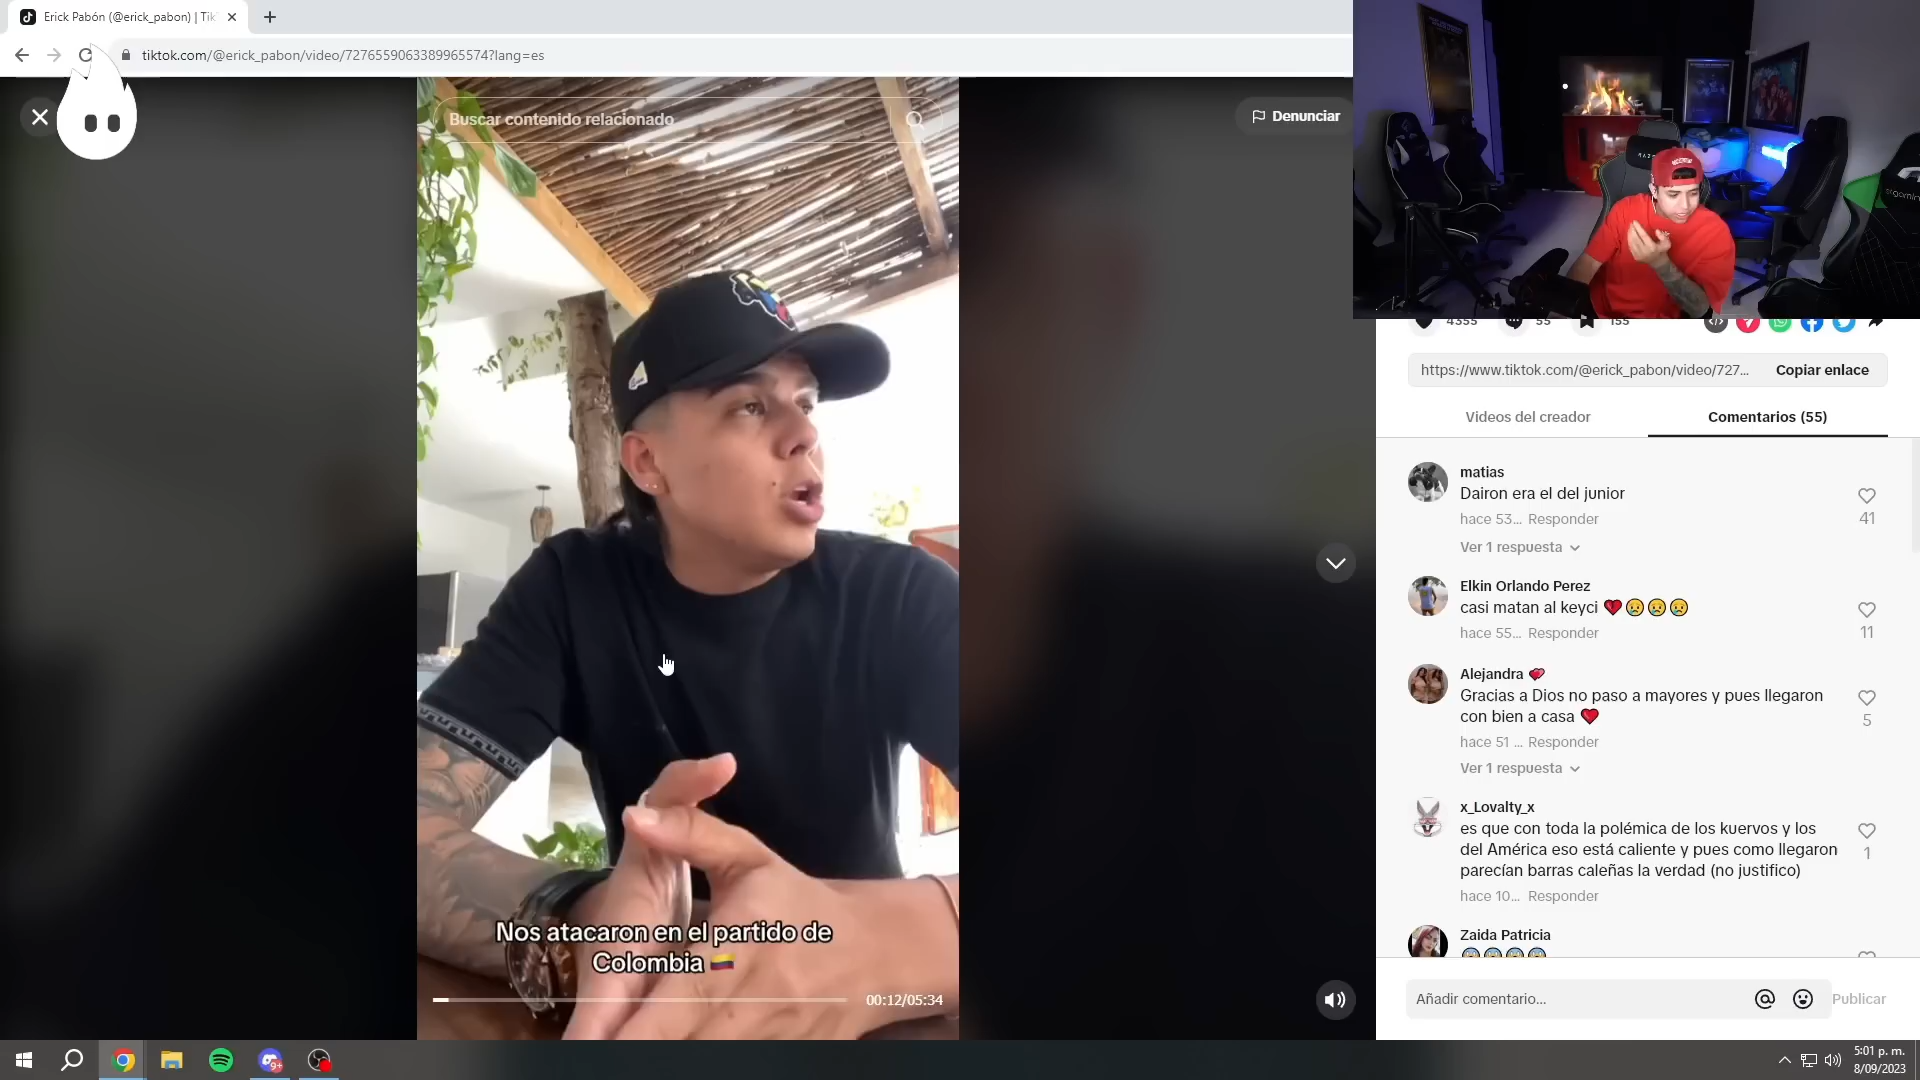 Erick Pabón (@erick_pabon) | Tik
tiktok.com/@erick_pabon/video/7276559063389965574?lang=es
Buscar contenido relacionado
Denunciar
4355
55
155
https://www.tiktok.com/@erick_pabon/video/727...
Copiar enlace
Videos del creador
Comentarios (55)
matias
Dairon era el del junior
hace 53... Responder
41
Ver 1 respuesta
Elkin Orlando Perez
casi matan al keyci 💔😢😢😢
hace 55... Responder
11
Alejandra 💕
Gracias a Dios no paso a mayores y pues llegaron
con bien a casa ❤️
hace 51 ... Responder
5
Ver 1 respuesta
x_Lovalty_x
es que con toda la polémica de los kuervos y los
del América eso está caliente y pues como llegaron
parecían barras caleñas la verdad (no justifico)
hace 10... Responder
1
Zaida Patricia
😨😨😨😨
Nos atacaron en el partido de
Colombia 🇨🇴
00:12/05:34
Añadir comentario...
Publicar
9+
5:01 p. m.
8/09/2023